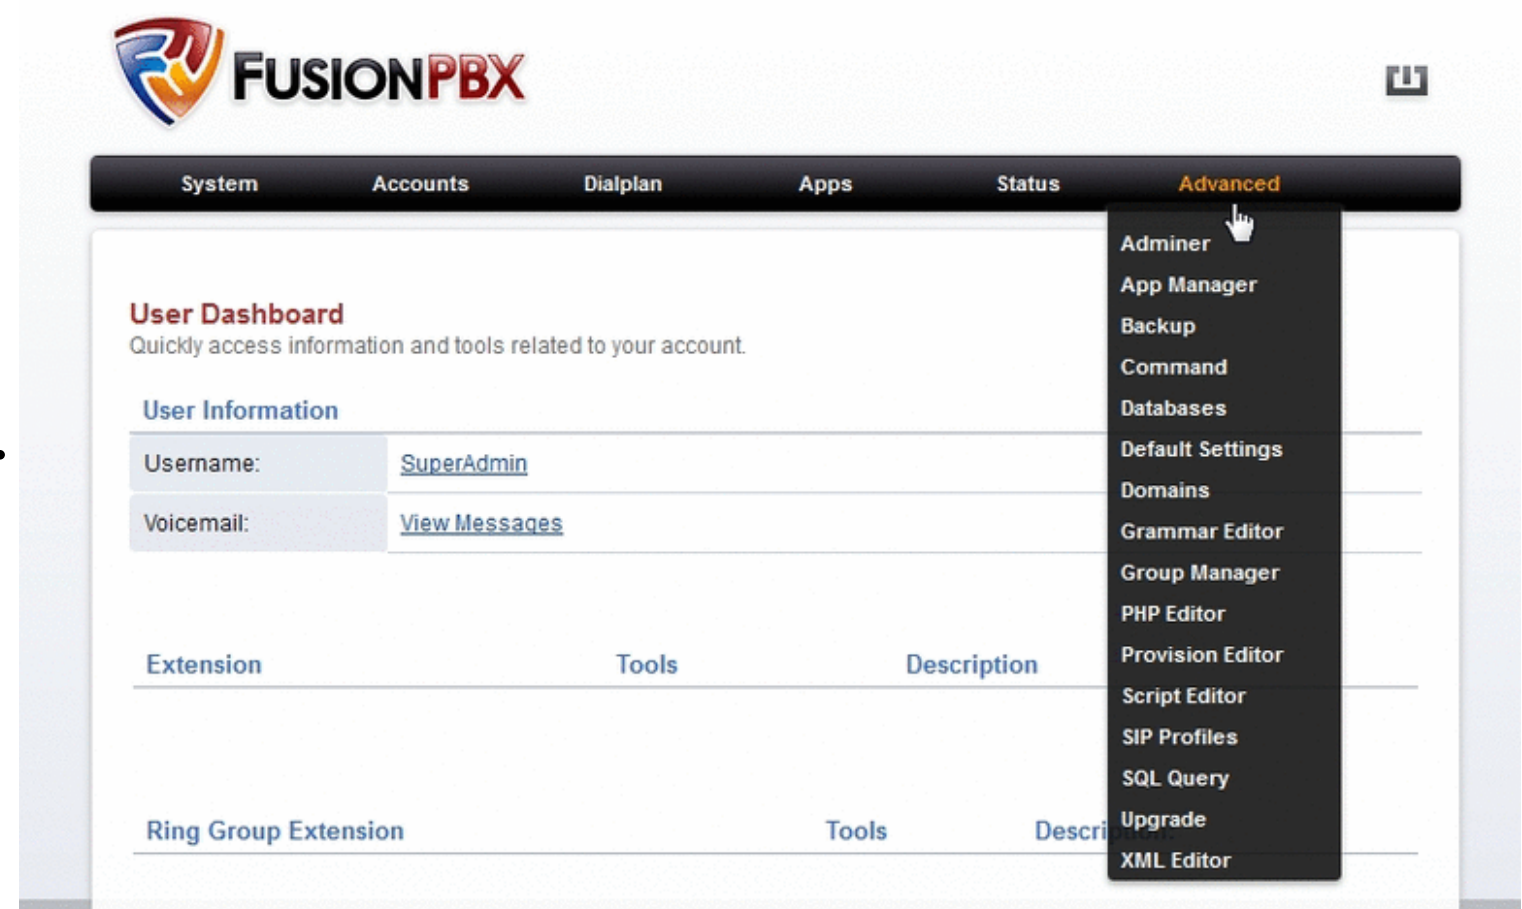 FUSIONPBX
System Accounts Dialplan Apps Status Advanced
Adminer
App Manager
Backup
Command
Databases
Default Settings
Domains
Grammar Editor
Group Manager
PHP Editor
Provision Editor
Script Editor
SIP Profiles
SQL Query
Upgrade
XML Editor
User Dashboard
Quickly access information and tools related to your account.
User Information
Username: SuperAdmin
Voicemail: View Messages
Extension Tools Description
Ring Group Extension Tools Description: